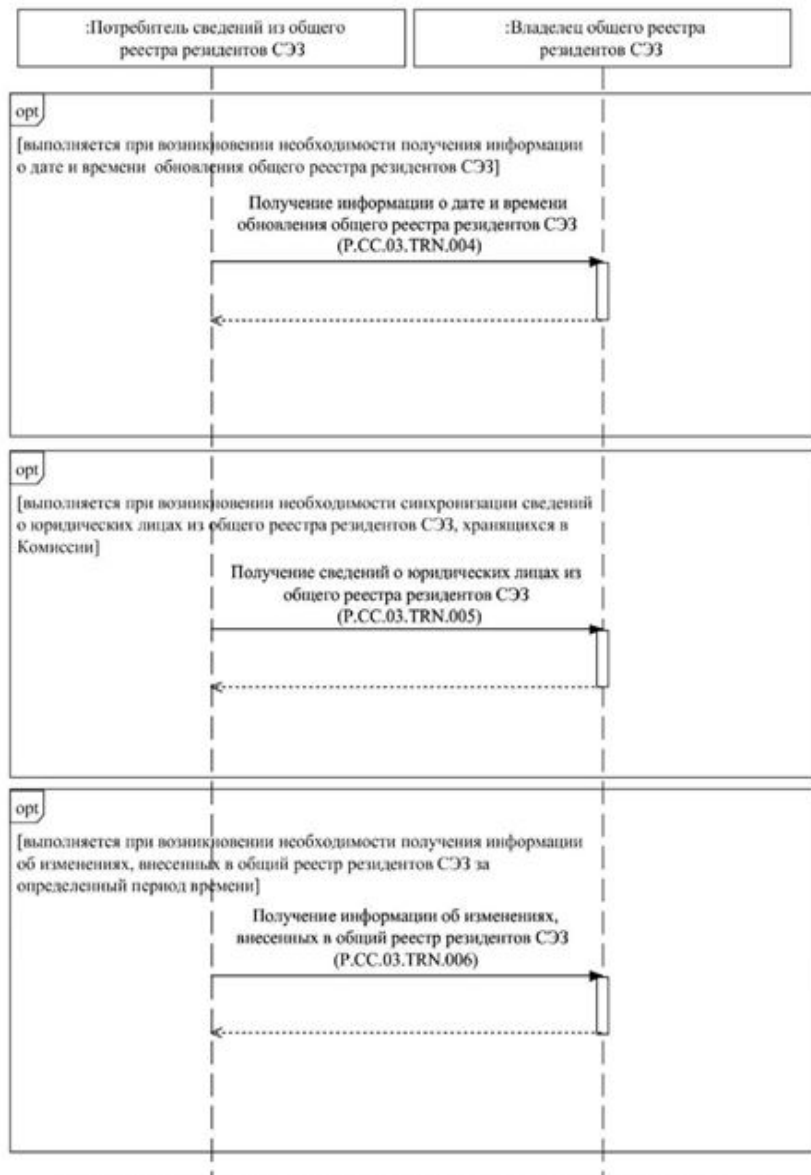 :Потребитель сведений из общего
реестра резидентов СЭЗ
:Владелец общего реестра
резидентов СЭЗ
opt
[выполняется при возникновении необходимости получения информации
о дате и времени обновления общего реестра резидентов СЭЗ]
Получение информации о дате и времени
обновления общего реестра резидентов СЭЗ
(P.CC.03.TRN.004)
opt
[выполняется при возникновении необходимости синхронизации сведений
о юридических лицах из общего реестра резидентов СЭЗ, хранящихся в
Комиссии]
Получение сведений о юридических лицах из
общего реестра резидентов СЭЗ
(P.CC.03.TRN.005)
opt
[выполняется при возникновении необходимости получения информации
об изменениях, внесенных в общий реестр резидентов СЭЗ за
определенный период времени]
Получение информации об изменениях,
внесенных в общий реестр резидентов СЭЗ
(P.CC.03.TRN.006)